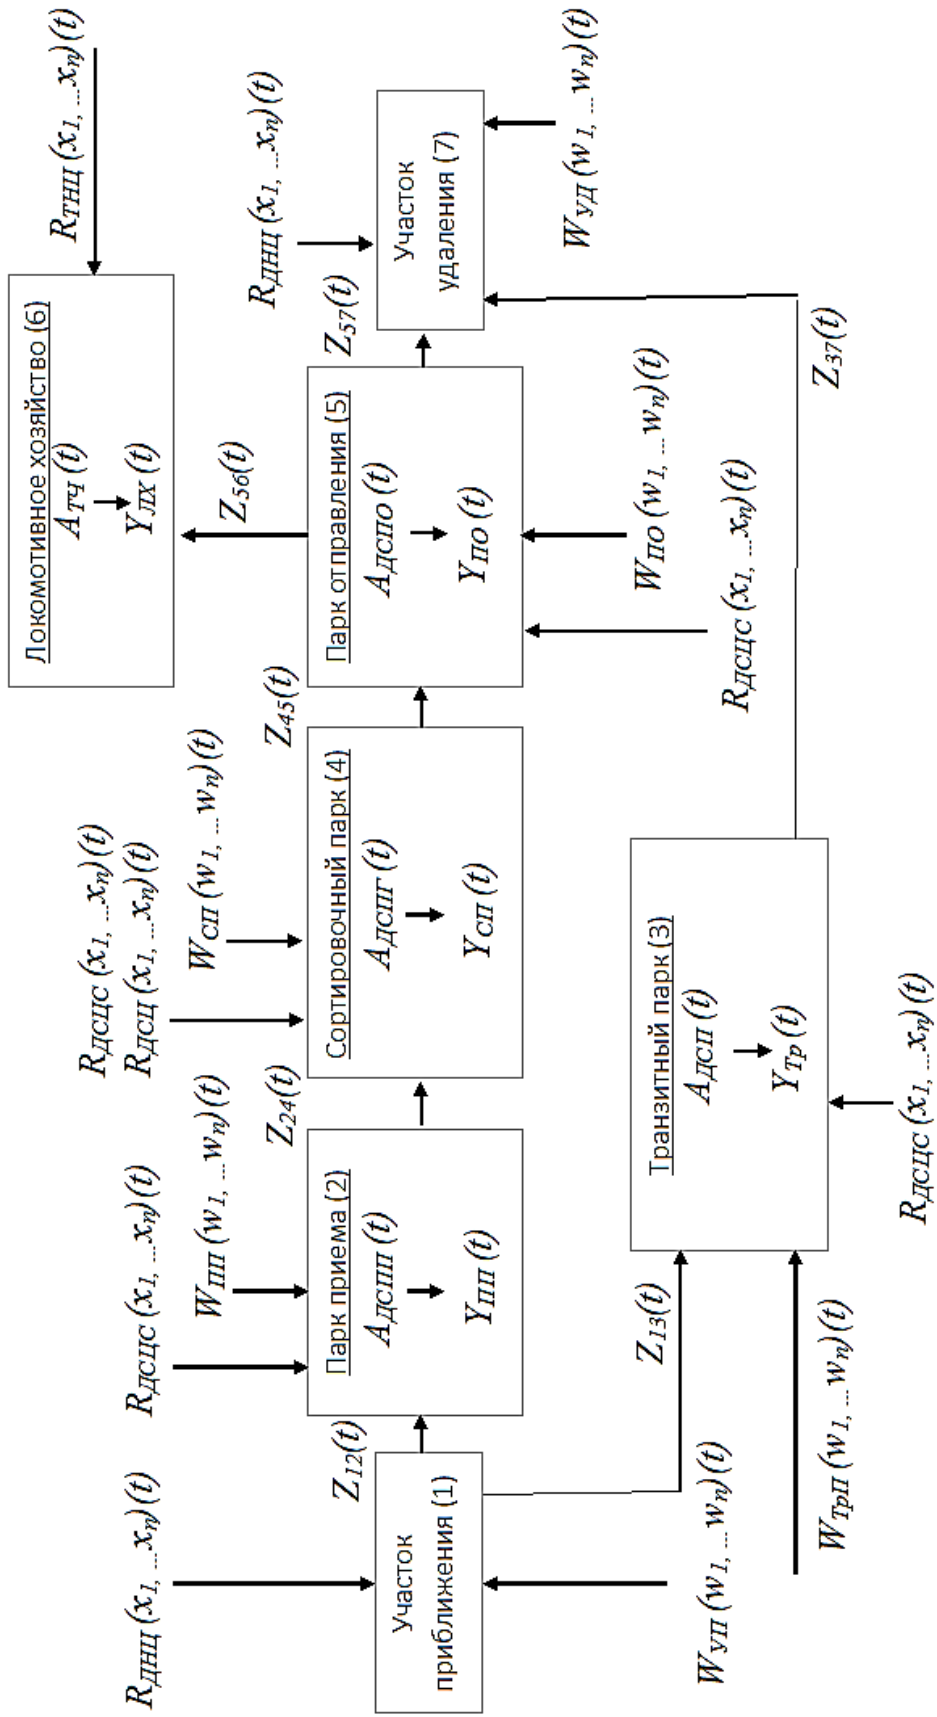 R_ТНЦ (x_1, ...x_n)(t)
Локомотивное хозяйство (6)
A_ТЧ (t)
Y_ЛХ (t)
Z_56(t)
R_ДСЦС (x_1, ...x_n)(t)
R_ДСЦ (x_1, ...x_n)(t)
R_ДНЦ (x_1, ...x_n)(t)
R_ДСЦС (x_1, ...x_n)(t)
W_ПП (w_1, ...w_n)(t)
W_СП (w_1, ...w_n)(t)
R_ДНЦ (x_1, ...x_n)(t)
Участок
приближения (1)
Z_12(t)
Парк приема (2)
A_ДСПП (t)
Y_ПП (t)
Z_24(t)
Сортировочный парк (4)
A_ДСПГ (t)
Y_СП (t)
Z_45(t)
Парк отправления (5)
A_ДСПО (t)
Y_ПО (t)
Z_57(t)
Участок
удаления (7)
W_УД (w_1, ...w_n)(t)
W_ПО (w_1, ...w_n)(t)
R_ДСЦС (x_1, ...x_n)(t)
Z_13(t)
W_УП (w_1, ...w_n)(t)
W_ТрП (w_1, ...w_n)(t)
Транзитный парк (3)
A_ДСП (t)
Y_Тр (t)
R_ДСЦС (x_1, ...x_n)(t)
Z_37(t)